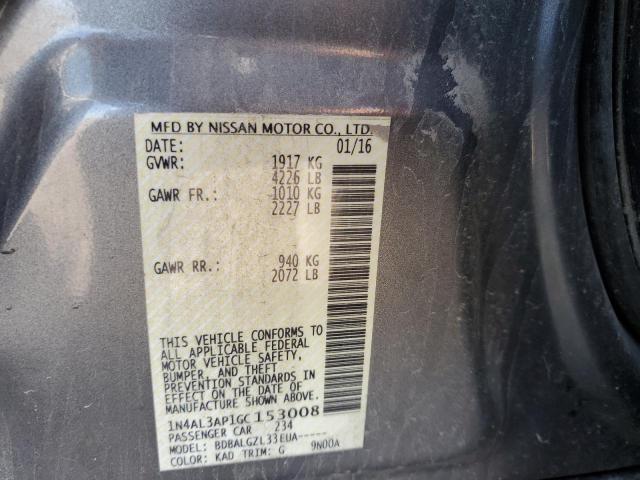 MFD BY NISSAN MOTOR CO., LTD.
DATE: 01/16
GVWR: 1917 KG
4226 LB
GAWR FR.: 1010 KG
2227 LB
GAWR RR.: 940 KG
2072 LB
THIS VEHICLE CONFORMS TO
ALL APPLICABLE FEDERAL
MOTOR VEHICLE SAFETY,
BUMPER, AND THEFT
PREVENTION STANDARDS IN
EFFECT ON THE DATE OF
MANUFACTURE SHOWN ABOVE.
1N4AL3AP1GC153008
PASSENGER CAR 234
MODEL: BDBALGZL33EUA-----
COLOR: KAD TRIM: G 9N00A